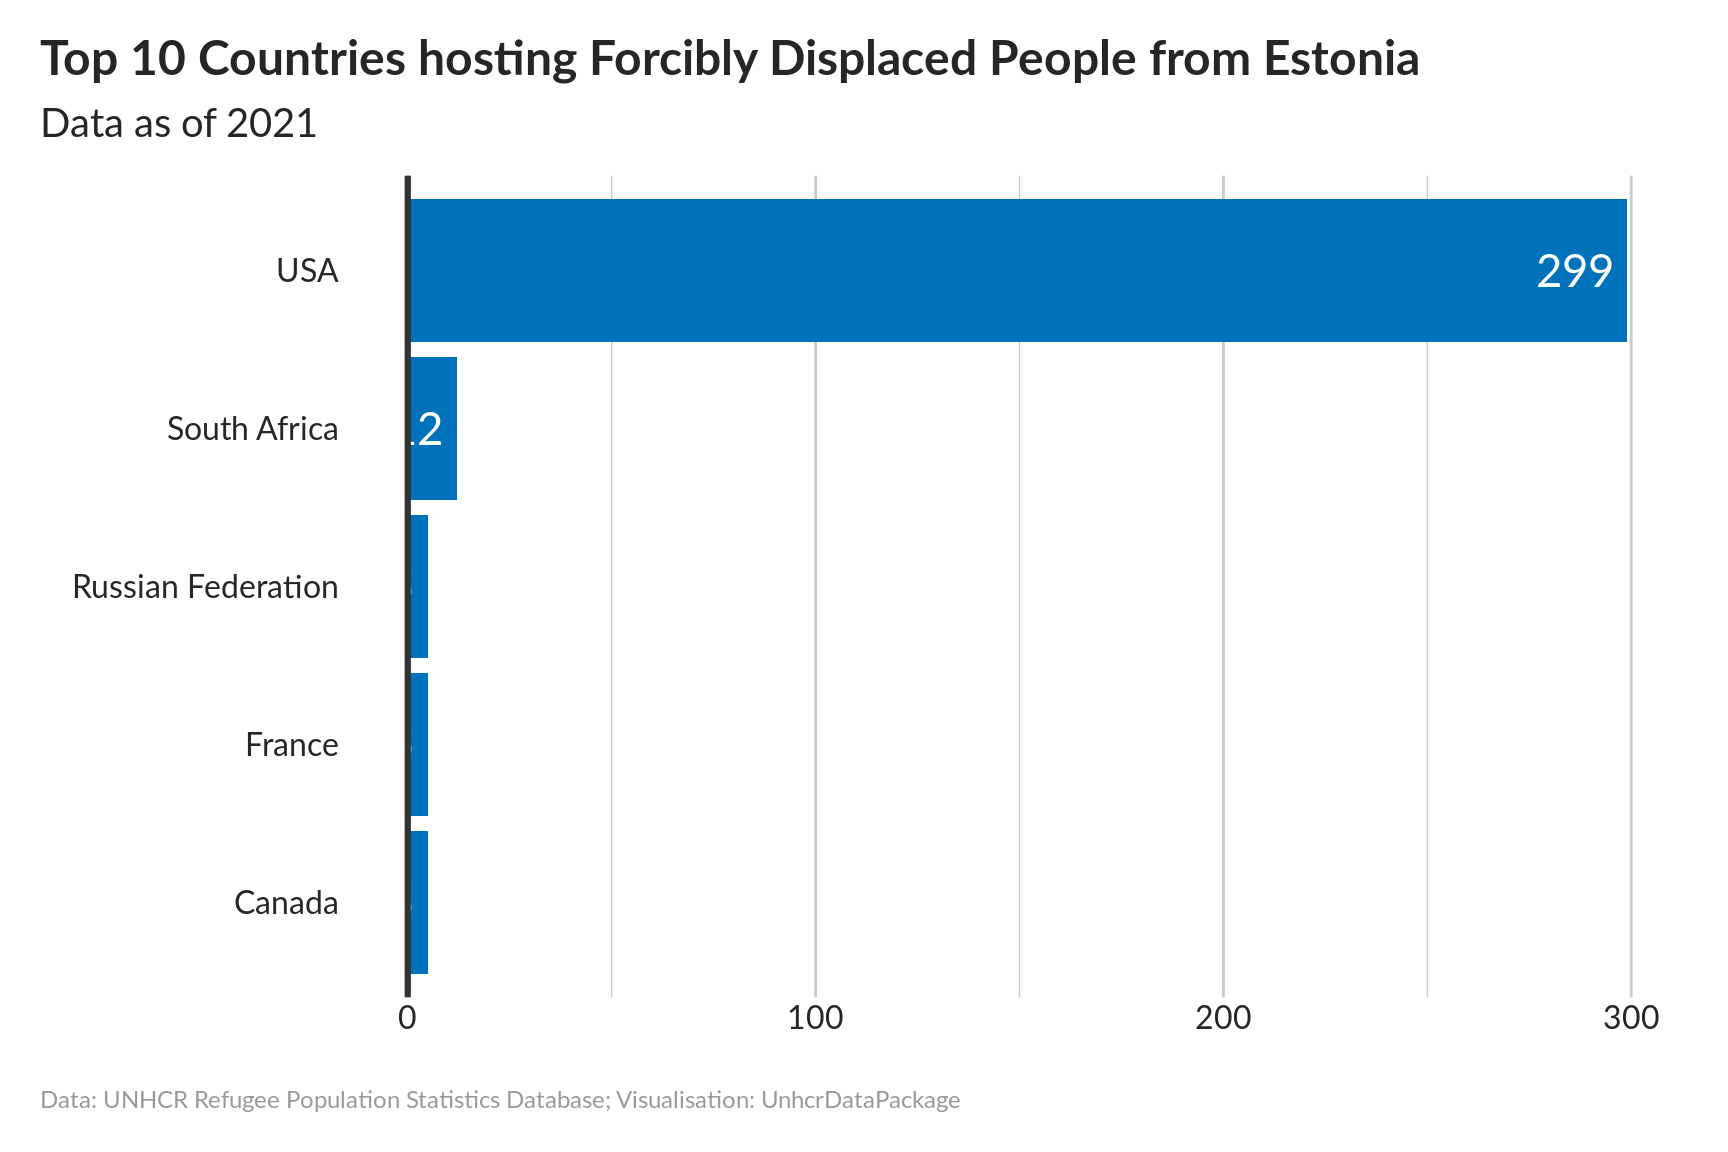 Top 10 Countries hosting Forcibly Displaced People from Estonia
Data as of 2021
USA
299
South Africa
12
Russian Federation
France
Canada
0 100 200 300
Data: UNHCR Refugee Population Statistics Database; Visualisation: UnhcrDataPackage